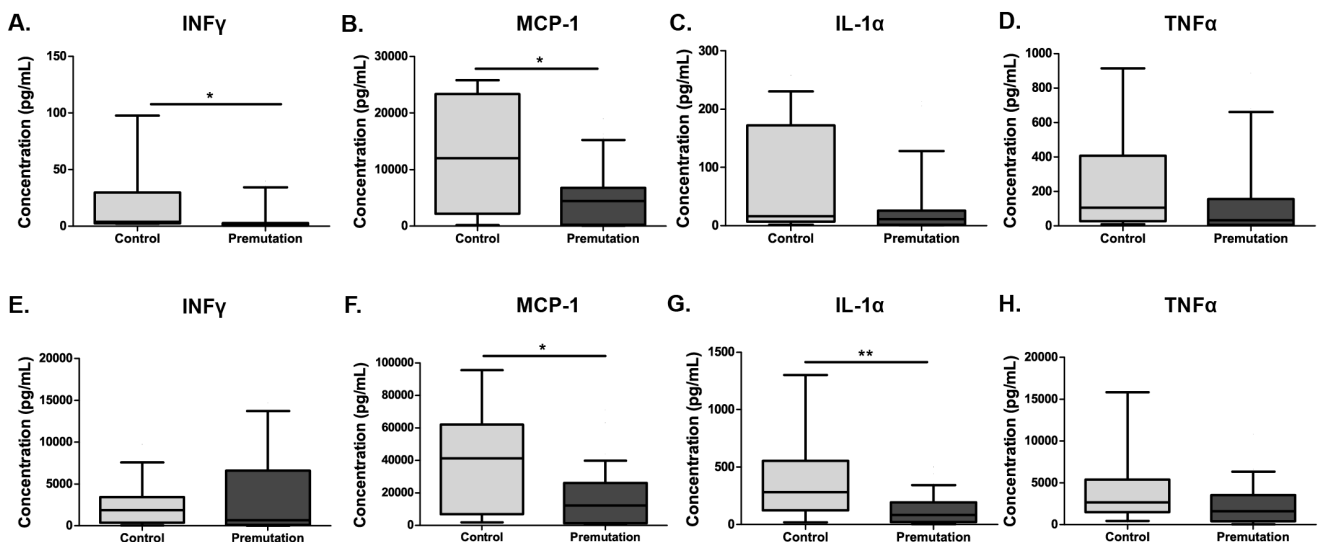 A. INFγ
Concentration (pg/mL)
150
100
50
0
*
Control Premutation
B. MCP-1
Concentration (pg/mL)
30000
20000
10000
0
*
Control Premutation
C. IL-1α
Concentration (pg/mL)
300
200
100
0
Control Premutation
D. TNFα
Concentration (pg/mL)
1000
800
600
400
200
0
Control Premutation
E. INFγ
Concentration (pg/mL)
20000
15000
10000
5000
0
Control Premutation
F. MCP-1
Concentration (pg/mL)
100000
80000
60000
40000
20000
0
*
Control Premutation
G. IL-1α
Concentration (pg/mL)
1500
1000
500
0
**
Control Premutation
H. TNFα
Concentration (pg/mL)
20000
15000
10000
5000
0
Control Premutation